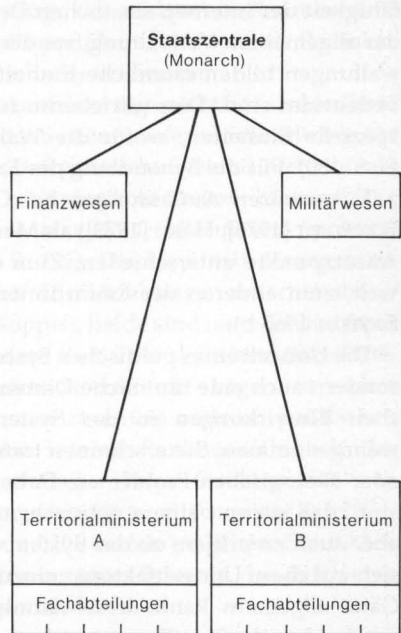 Staatszentrale
(Monarch)
Finanzwesen
Militärwesen
Territorialministerium
A
Territorialministerium
B
Fachabteilungen
Fachabteilungen